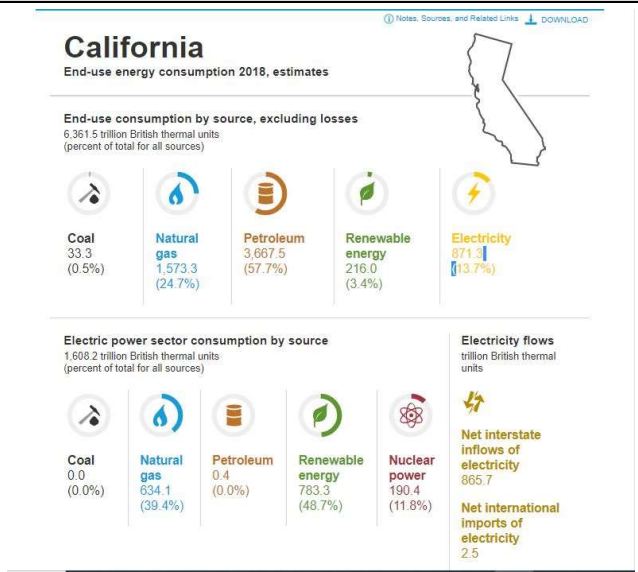 Notes, Sources, and Related Links DOWNLOAD
California
End-use energy consumption 2018, estimates
End-use consumption by source, excluding losses
6,361.5 trillion British thermal units
(percent of total for all sources)
Coal
33.3
(0.5%)
Natural
gas
1,573.3
(24.7%)
Petroleum
3,667.5
(57.7%)
Renewable
energy
216.0
(3.4%)
Electricity
871.3
(13.7%)
Electric power sector consumption by source
1,608.2 trillion British thermal units
(percent of total for all sources)
Coal
0.0
(0.0%)
Natural
gas
634.1
(39.4%)
Petroleum
0.4
(0.0%)
Renewable
energy
783.3
(48.7%)
Nuclear
power
190.4
(11.8%)
Electricity flows
trillion British thermal
units
Net interstate
inflows of
electricity
865.7
Net international
imports of
electricity
2.5